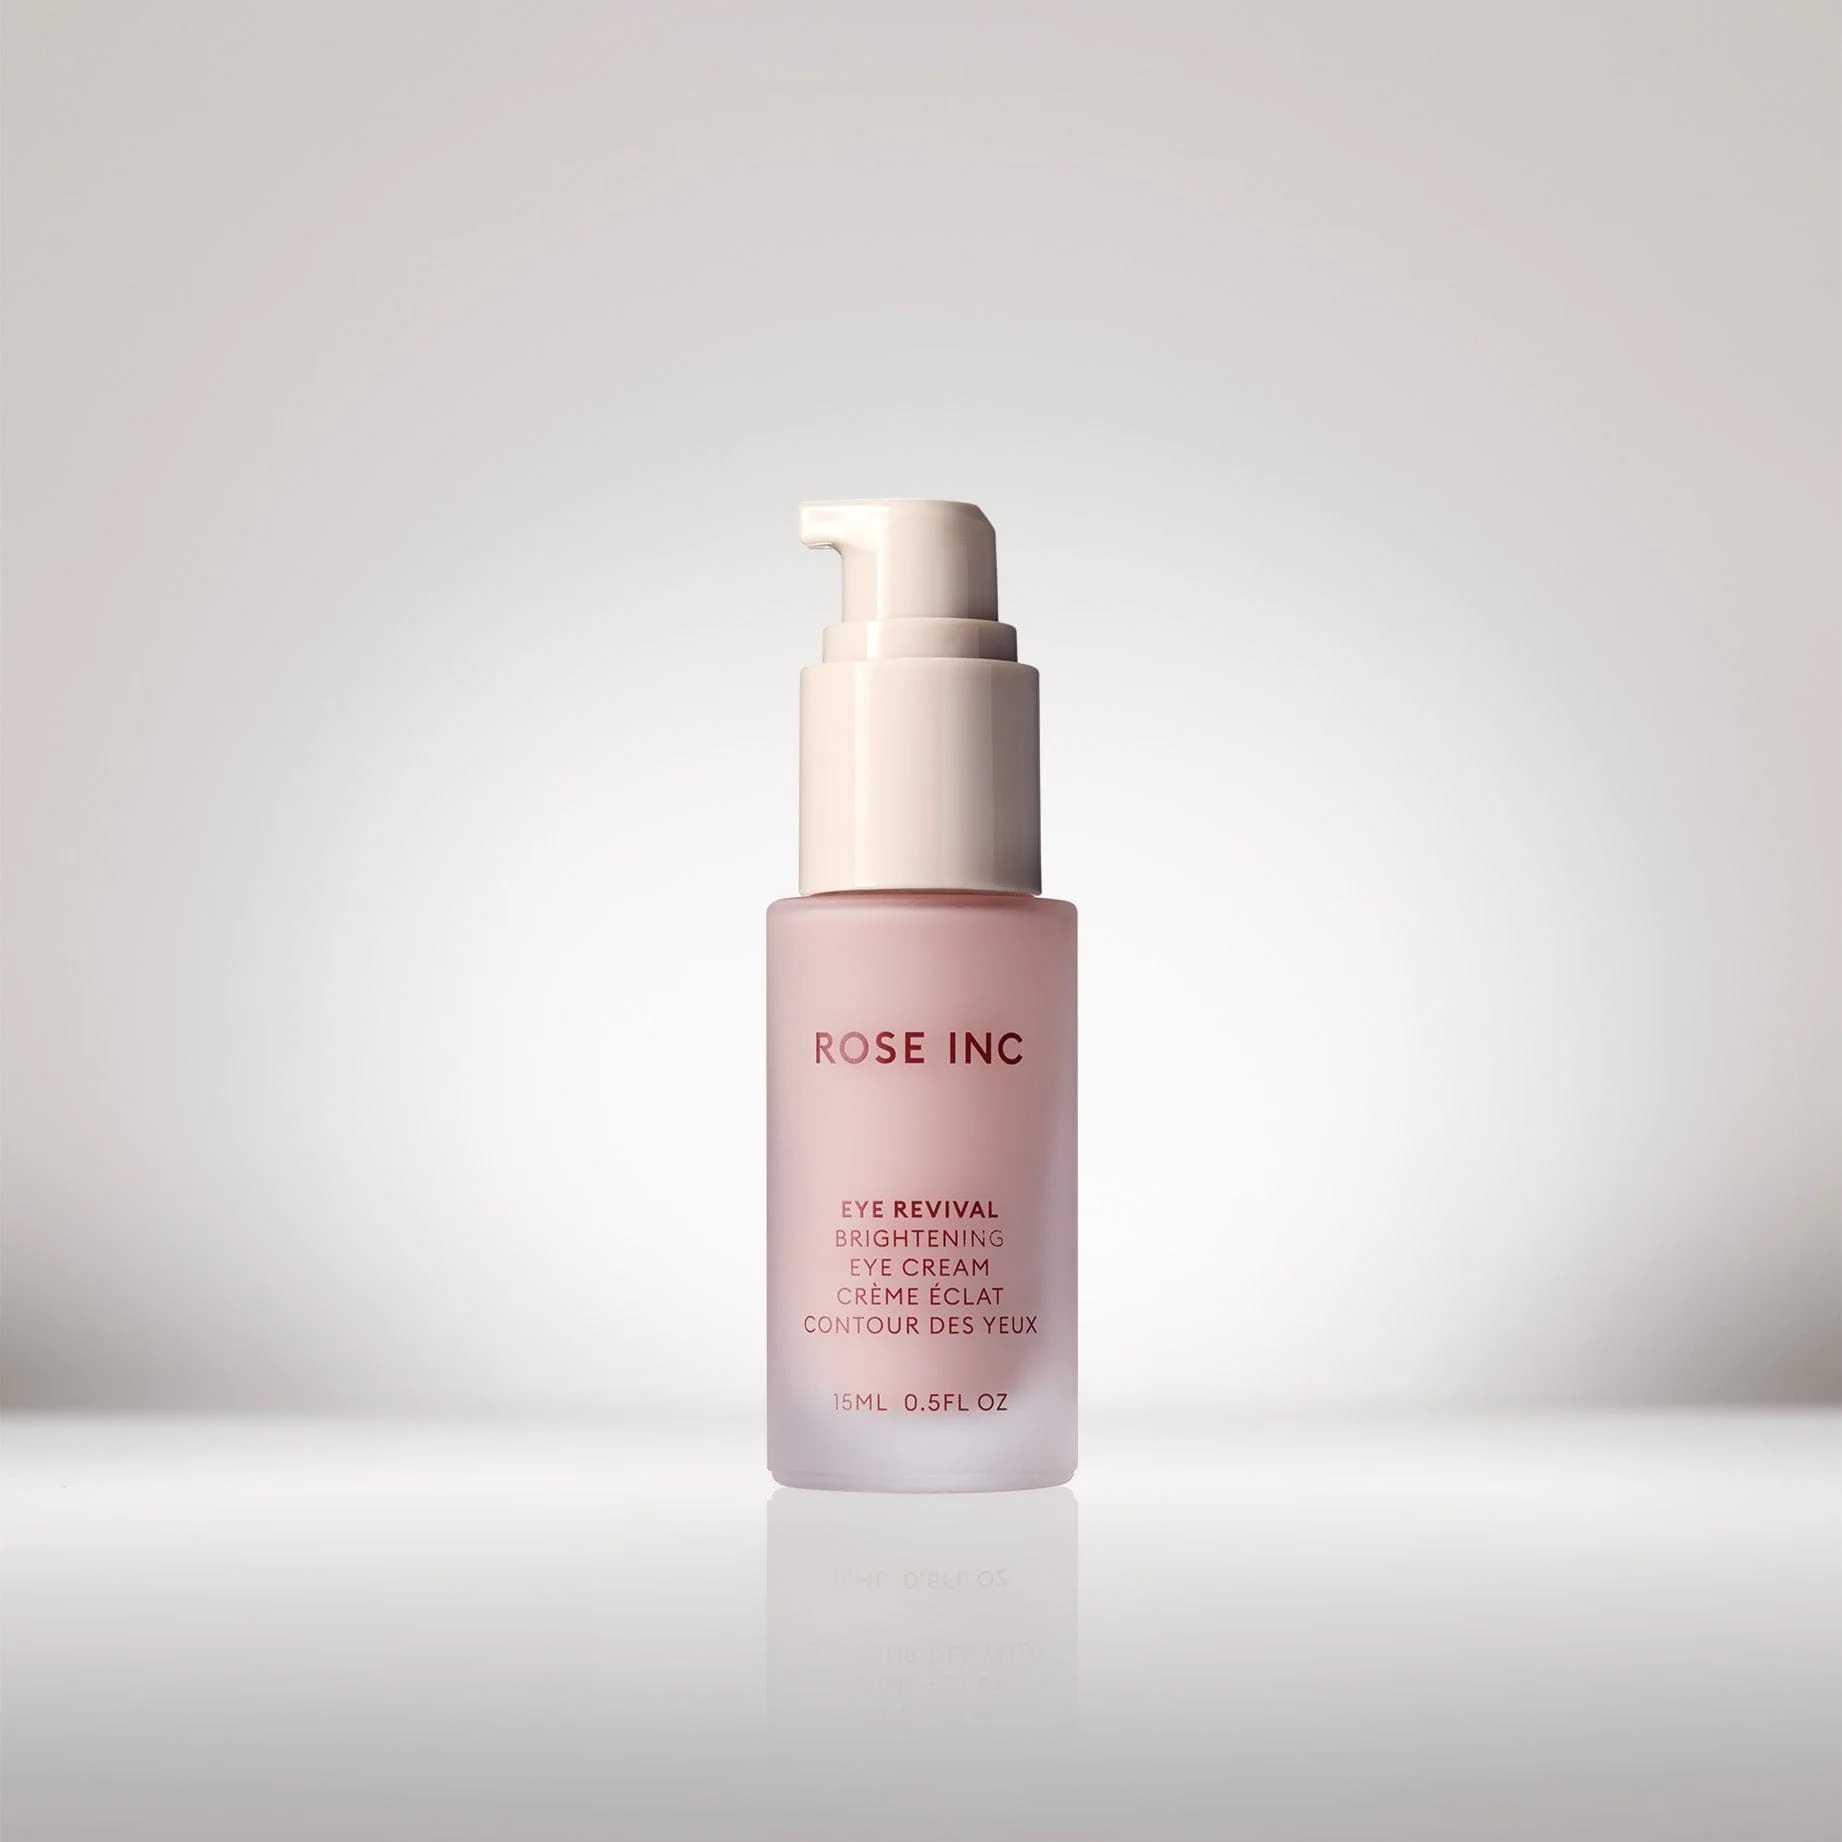 ROSE INC
EYE REVIVAL
BRIGHTENING
EYE CREAM
CRÈME ÉCLAT
CONTOUR DES YEUX
15ML 0.5FL OZ